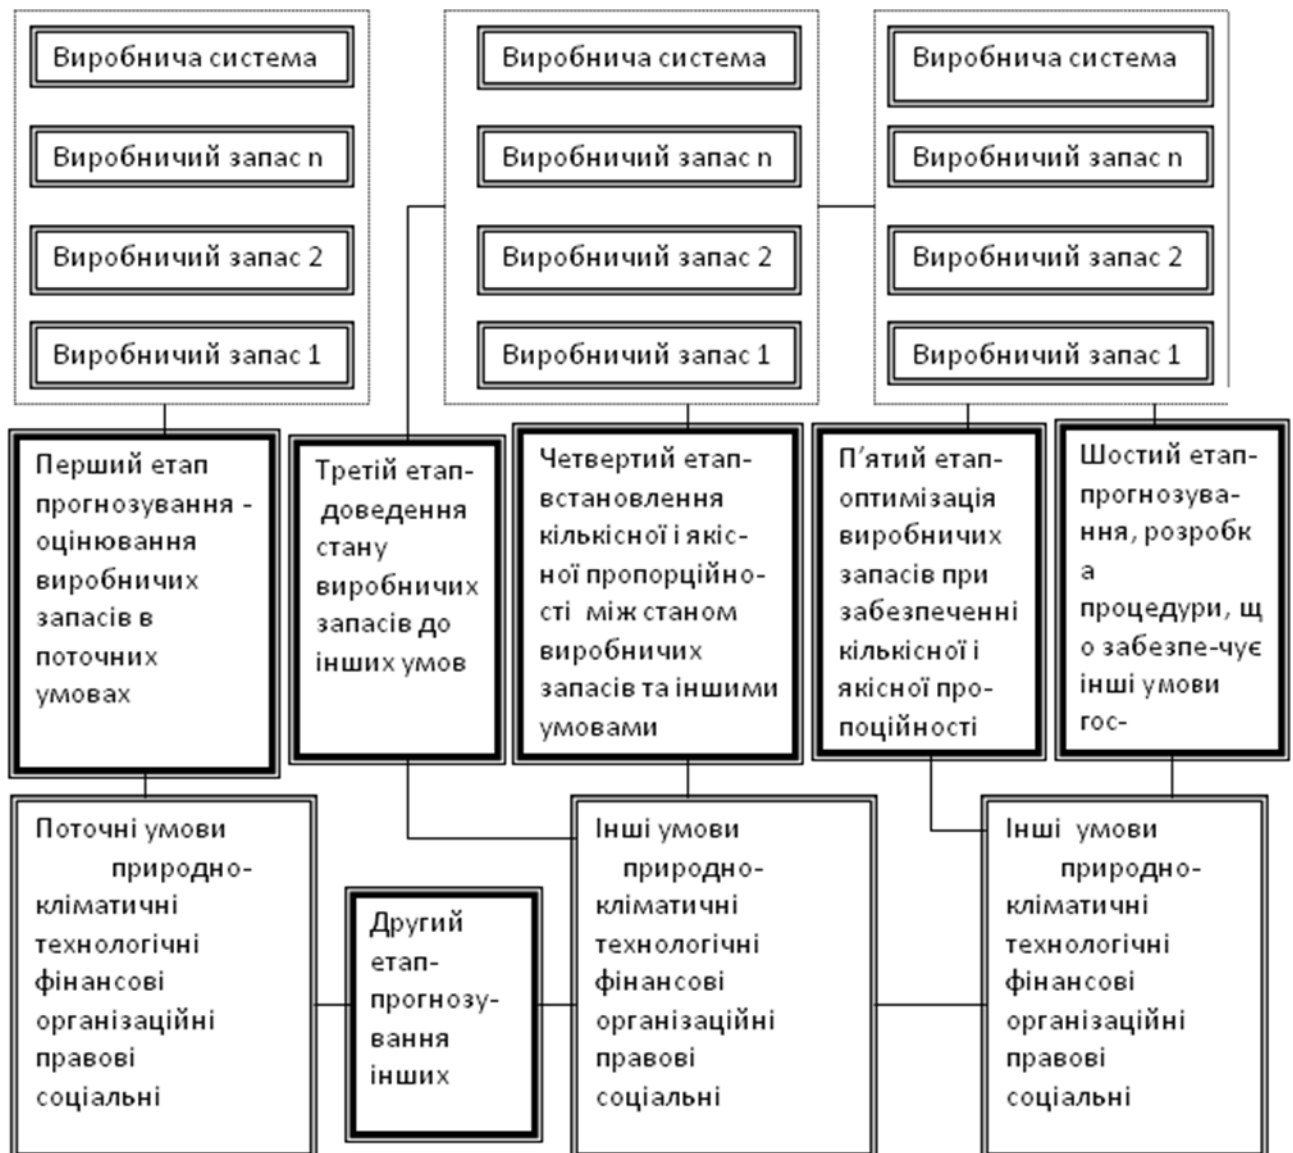 Виробнича система
Виробничий запас n
Виробничий запас 2
Виробничий запас 1
Виробнича система
Виробничий запас n
Виробничий запас 2
Виробничий запас 1
Виробнича система
Виробничий запас n
Виробничий запас 2
Виробничий запас 1
Перший етап
прогнозування -
оцінювання
виробничих
запасів в
поточних
умовах
Третій етап-
доведення
стану
виробничих
запасів до
інших умов
Четвертий етап-
встановлення
кількісної і якіс-
ної пропорційно-
сті між станом
виробничих
запасів та іншими
умовами
П’ятий етап-
оптимізація
виробничих
запасів при
забезпеченні
кількісної і
якісної про-
поційності
Шостий етап-
прогнозува-
ння, розробк
а
процедури, щ
о забезпе-чує
інші умови
гос-
Поточні умови
природно-
кліматичні
технологічні
фінансові
організаційні
правові
соціальні
Другий
етап-
прогнозу-
вання
інших
Інші умови
природно-
кліматичні
технологічні
фінансові
організаційні
правові
соціальні
Інші умови
природно-
кліматичні
технологічні
фінансові
організаційні
правові
соціальні